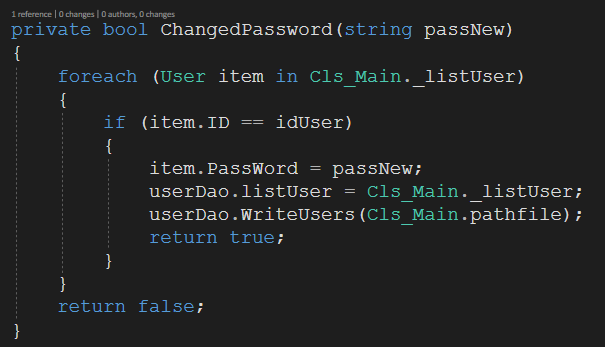 1 reference | 0 changes | 0 authors, 0 changes
private bool ChangedPassword(string passNew)
{
    foreach (User item in Cls_Main._listUser)
    {
        if (item.ID == idUser)
        {
            item.PassWord = passNew;
            userDao.listUser = Cls_Main._listUser;
            userDao.WriteUsers(Cls_Main.pathfile);
            return true;
        }
    }
    return false;
}